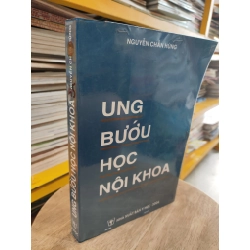 NGUYỄN CHẤN HÙNG
UNG
BƯỚU
HỌC
NỘI KHOA
UNG BƯỚU HỌC NỘI KHOA